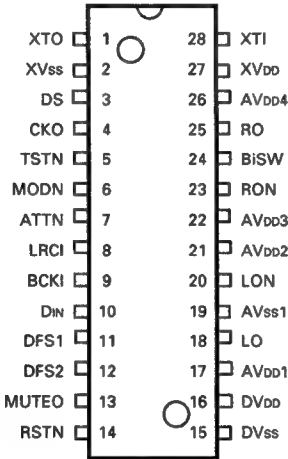 XTO 1 28 XTI
XVss 2 27 XVDD
DS 3 26 AVDD4
CKO 4 25 RO
TSTN 5 24 BiSW
MODN 6 23 RON
ATTN 7 22 AVDD3
LRCI 8 21 AVDD2
BCKI 9 20 LON
DIN 10 19 AVss1
DFS1 11 18 LO
DFS2 12 17 AVDD1
MUTEO 13 16 DVDD
RSTN 14 15 DVss